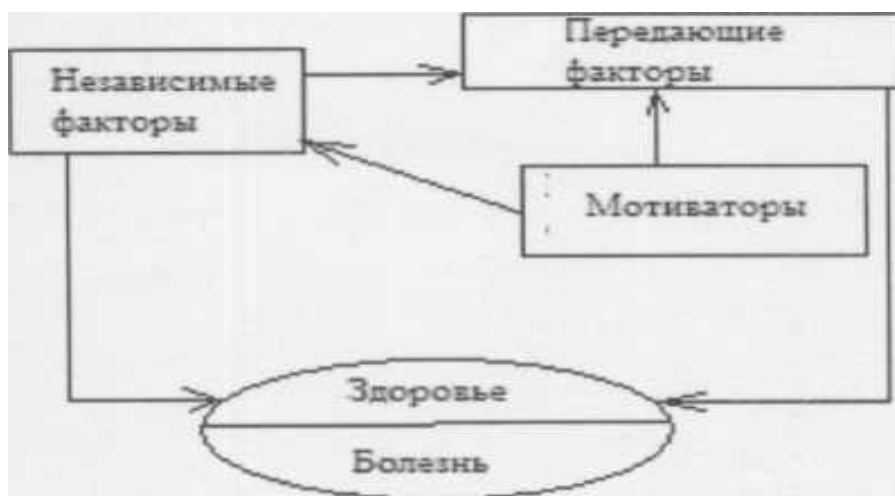 Передающие
факторы
Независимые
факторы
Мотиваторы
Здоровье
Болезнь